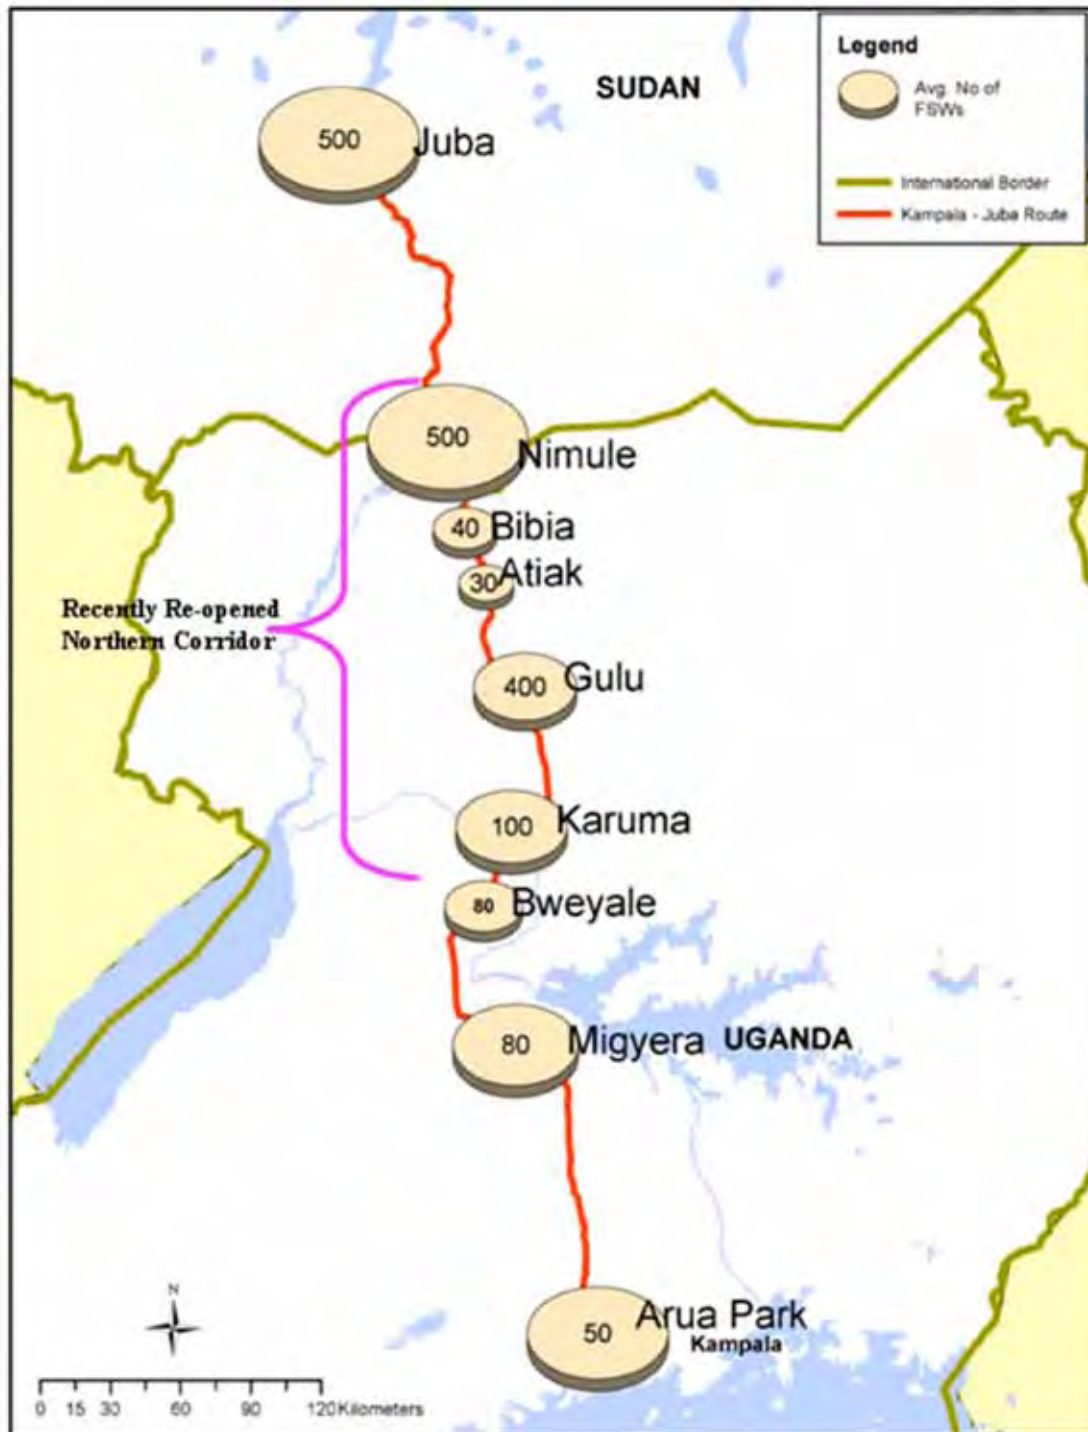 Legend
Avg. No of
FSWs
International Border
Kampala - Juba Route
SUDAN
500 Juba
500 Nimule
40 Bibia
30 Atiak
Recently Re-opened
Northern Corridor
400 Gulu
100 Karuma
80 Bweyale
80 Migyera
UGANDA
50 Arua Park
Kampala
N
0 15 30 60 90 120 Kilometers